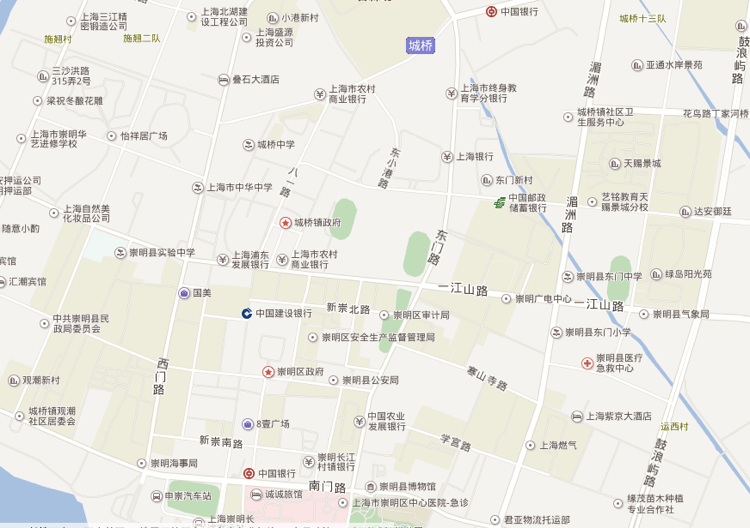 上海三江精
密锻造公司
上海北湖建
设工程公司
小港新村
上海盛源
投资公司
中国银行
城桥十三队
施翘村
施翘二队
城桥
鼓浪屿路
三沙洪路
315弄2号
叠石大酒店
上海市农村
商业银行
上海市终身教
育学分银行
湄洲路
亚通水岸景苑
梁祝冬酿花雕
城桥镇社区卫
生服务中心
花鸟路丁家河桥
上海市崇明华
艺进修学校
怡祥居广场
城桥中学
东小港路
上海银行
天赐景城
押运公司
押运部
上海市中华中学
八一路
东门新村
中国邮政
储蓄银行
艺铭教育天
赐景城分校
湄洲路
达安御廷
上海自然美
化妆品公司
随意小酌
城桥镇政府
东门路
崇明县实验中学
上海浦东
发展银行
上海市农村
商业银行
宾馆
汇潮宾馆
国美
一江山路
崇明县东门中学
绿岛阳光苑
崇明广电中心
一江山路
崇明县气象局
中共崇明县民
政局委员会
中国建设银行
新崇北路
崇明区审计局
崇明区安全生产监督管理局
崇明县东门小学
西门路
崇明区政府
崇明县公安局
寒山寺路
崇明县医疗
急救中心
观潮新村
城桥镇观潮
社区居委会
8壹广场
中国农业
发展银行
上海紫京大酒店
运西村
新崇南路
学宫路
上海燃气
鼓浪屿路
崇明海事局
中国银行
崇明长江
村镇银行
南门路
崇明县博物馆
申崇汽车站
诚诚旅馆
上海市崇明区中心医院-急诊
缘茂苗木种植
专业合作社
上海崇明长
君亚物流托运部